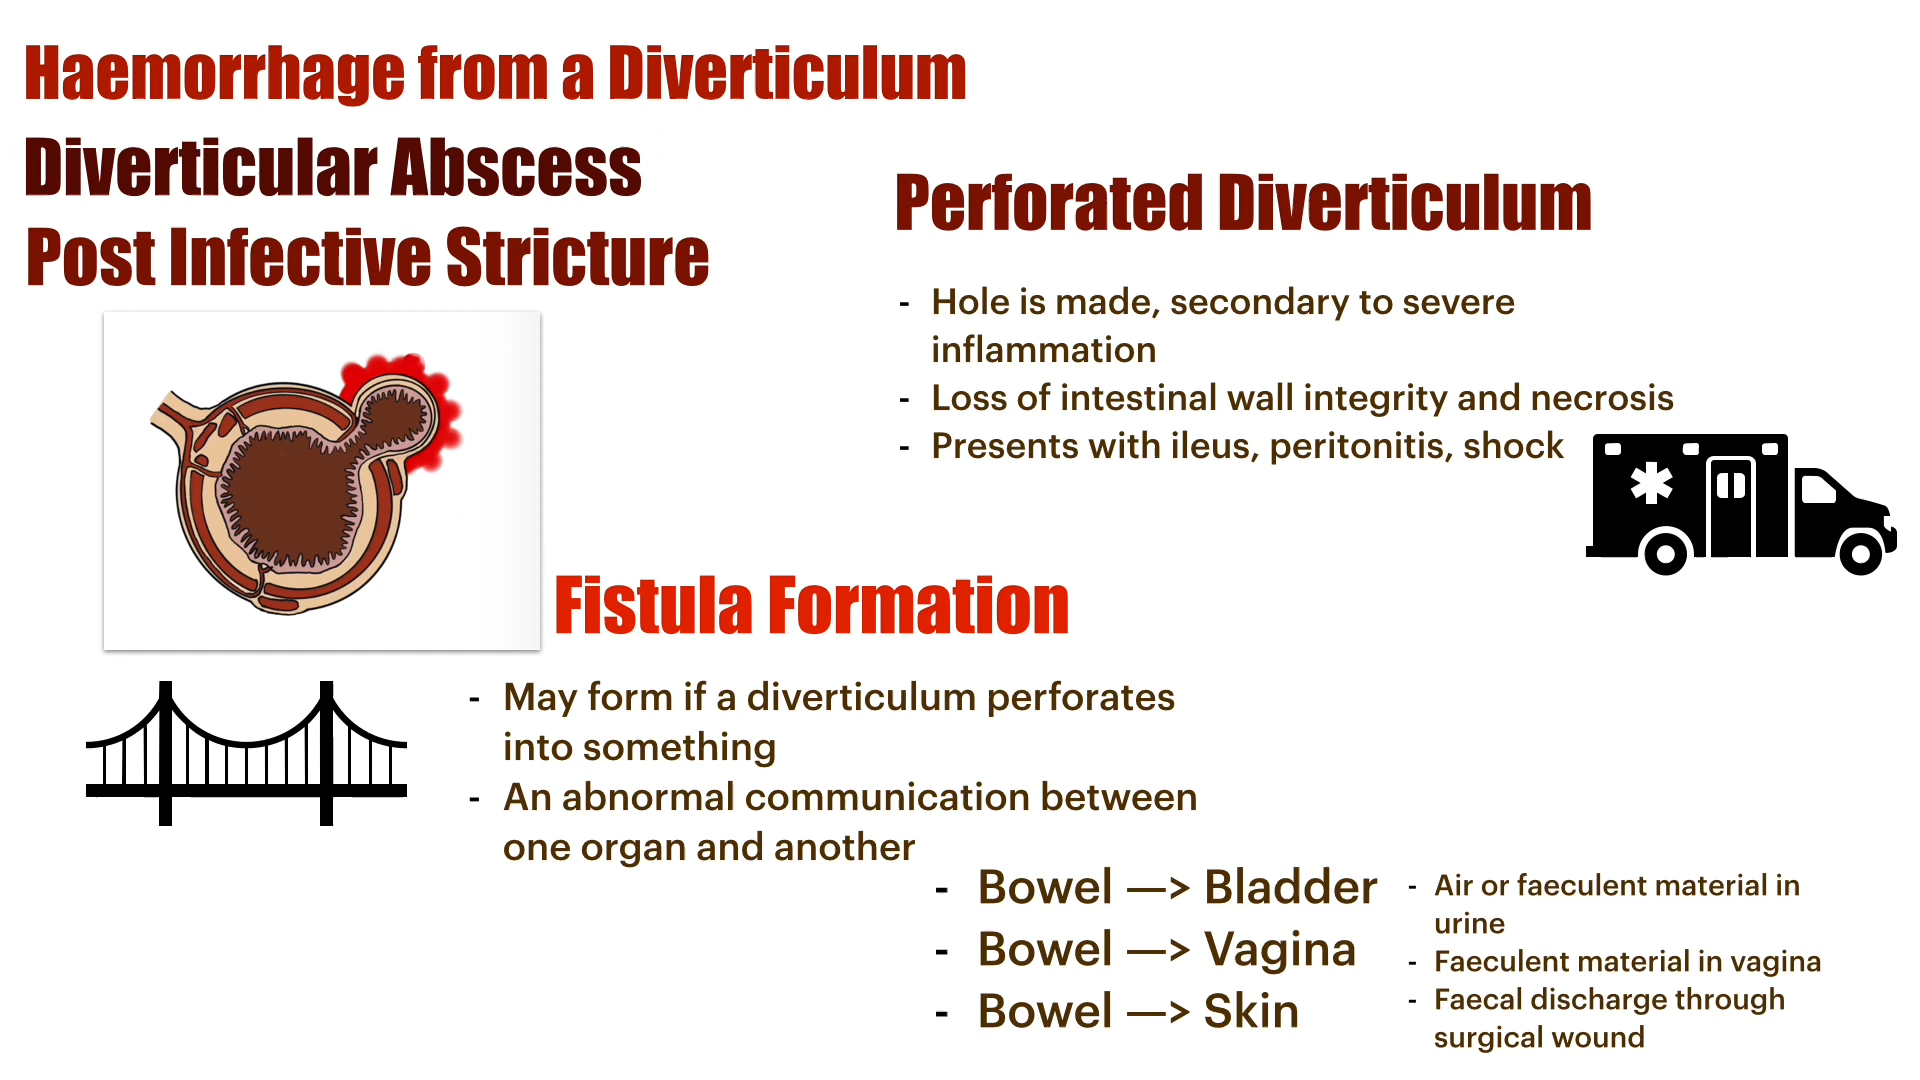 Haemorrhage from a Diverticulum
Diverticular Abscess
Post Infective Stricture
Perforated Diverticulum
- Hole is made, secondary to severe
inflammation
- Loss of intestinal wall integrity and necrosis
- Presents with ileus, peritonitis, shock
Fistula Formation
- May form if a diverticulum perforates
into something
- An abnormal communication between
one organ and another
- Bowel —> Bladder
- Bowel —> Vagina
- Bowel —> Skin
- Air or faeculent material in
urine
- Faeculent material in vagina
- Faecal discharge through
surgical wound